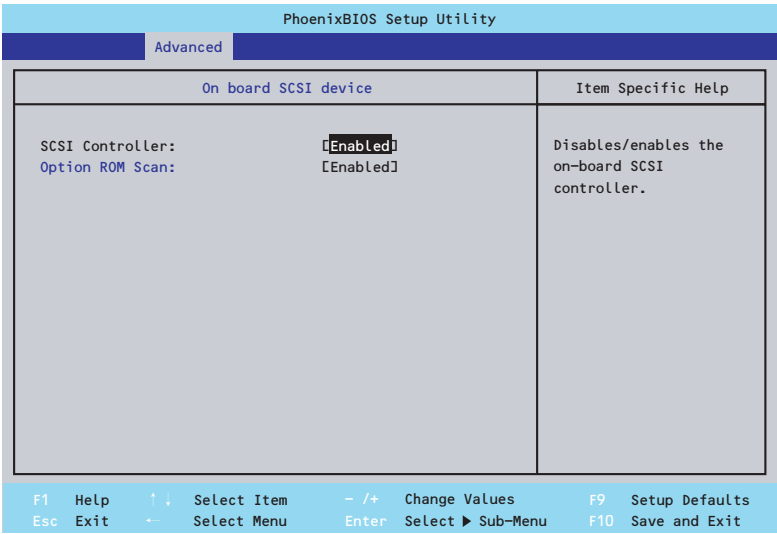 PhoenixBIOS Setup Utility
Advanced
On board SCSI device
Item Specific Help
SCSI Controller: [Enabled]
Option ROM Scan: [Enabled]
Disables/enables the
on-board SCSI
controller.
F1 Help ↑↓ Select Item - /+ Change Values F9 Setup Defaults
Esc Exit ← Select Menu Enter Select ▶ Sub-Menu F10 Save and Exit